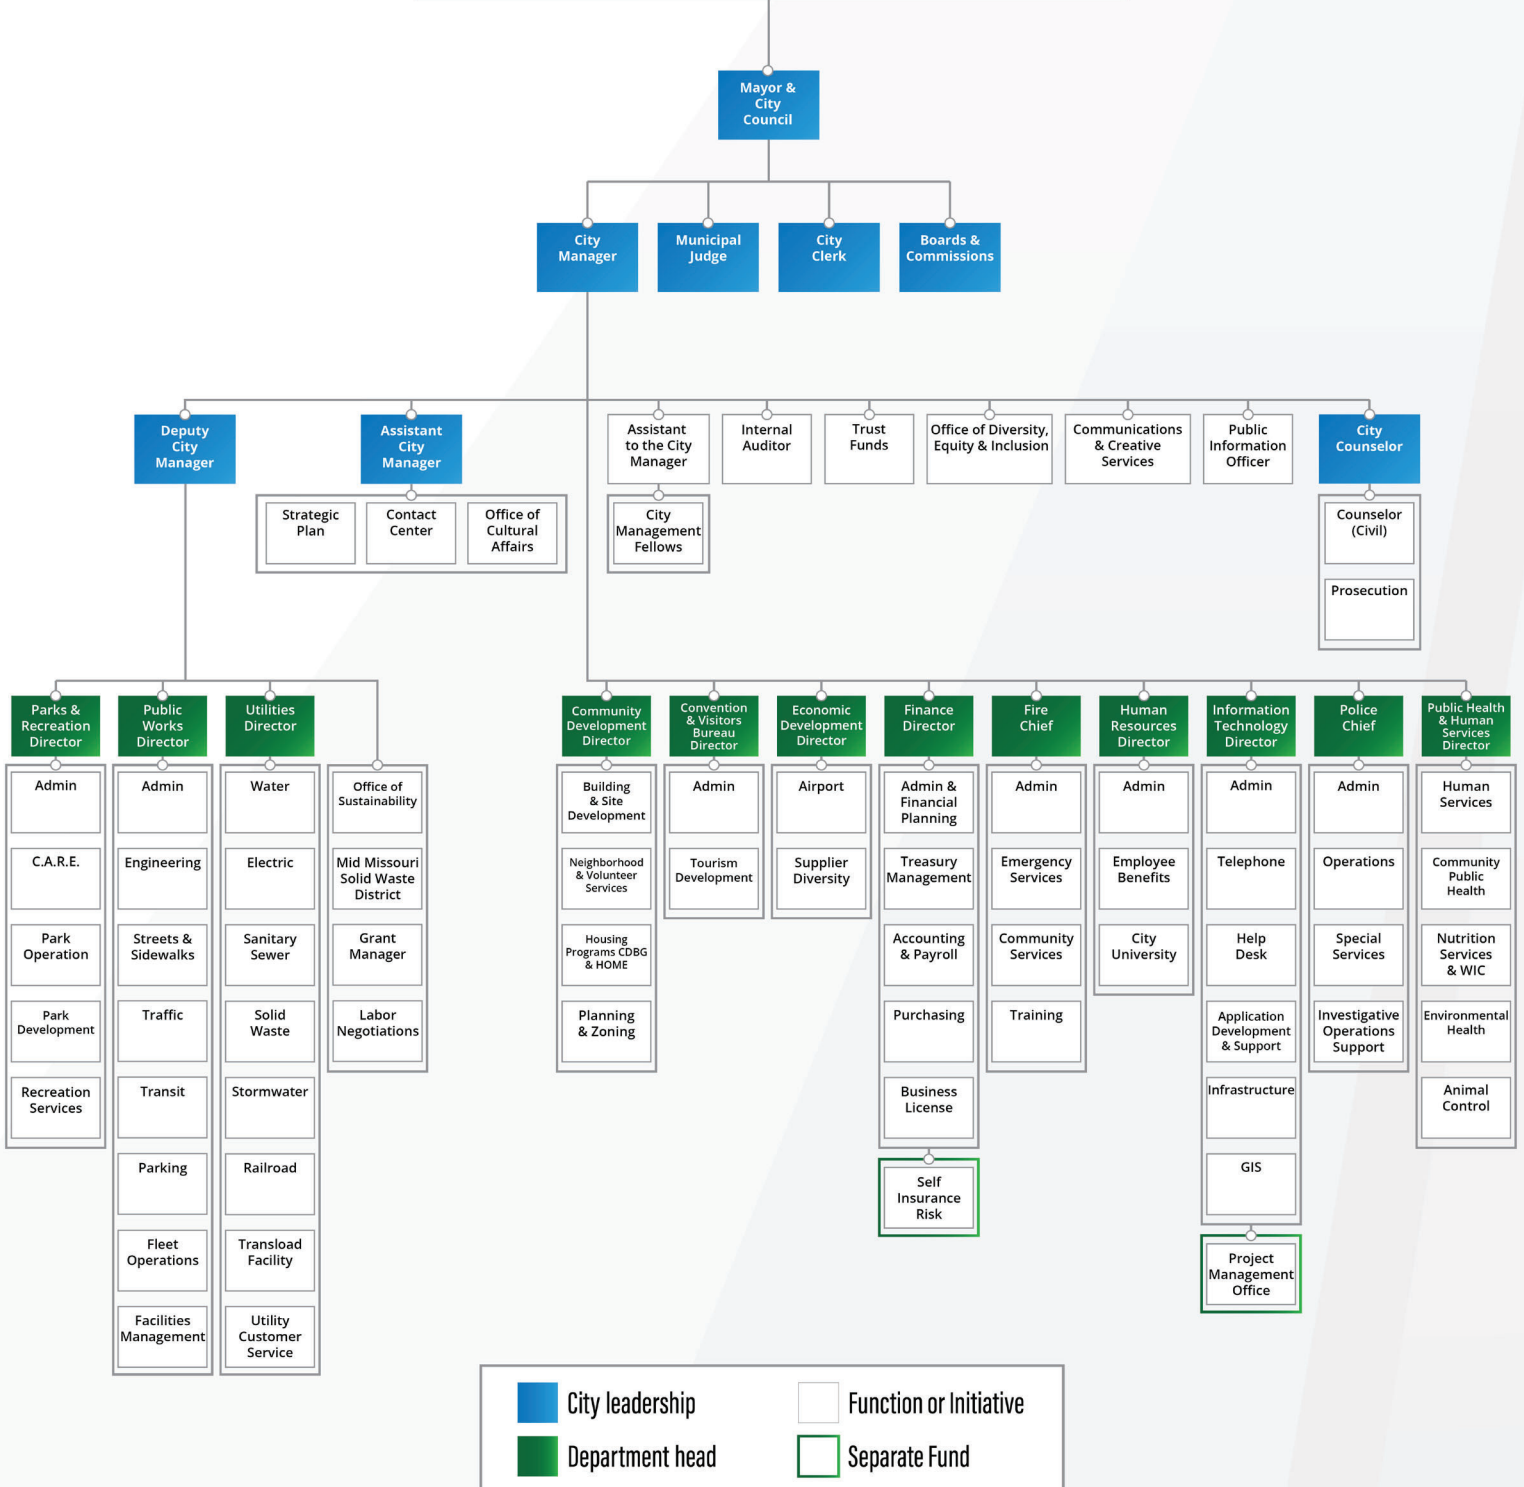 Mayor &
City
Council
City
Manager
Municipal
Judge
City
Clerk
Boards &
Commissions
Deputy
City
Manager
Assistant
City
Manager
Assistant
to the City
Manager
Internal
Auditor
Trust
Funds
Office of Diversity,
Equity & Inclusion
Communications
& Creative
Services
Public
Information
Officer
City
Counselor
Strategic
Plan
Contact
Center
Office of
Cultural
Affairs
City
Management
Fellows
Counselor
(Civil)
Prosecution
Parks &
Recreation
Director
Admin
C.A.R.E.
Park
Operation
Park
Development
Recreation
Services
Public
Works
Director
Admin
Engineering
Streets &
Sidewalks
Traffic
Transit
Parking
Fleet
Operations
Facilities
Management
Utilities
Director
Water
Electric
Sanitary
Sewer
Solid
Waste
Stormwater
Railroad
Transload
Facility
Utility
Customer
Service
Office of
Sustainability
Mid Missouri
Solid Waste
District
Grant
Manager
Labor
Negotiations
Community
Development
Director
Building
& Site
Development
Neighborhood
& Volunteer
Services
Housing
Programs CDBG
& HOME
Planning
& Zoning
Convention
& Visitors
Bureau
Director
Admin
Tourism
Development
Economic
Development
Director
Airport
Supplier
Diversity
Finance
Director
Admin &
Financial
Planning
Treasury
Management
Accounting
& Payroll
Purchasing
Business
License
Self
Insurance
Risk
Fire
Chief
Admin
Emergency
Services
Community
Services
Training
Human
Resources
Director
Admin
Employee
Benefits
City
University
Information
Technology
Director
Admin
Telephone
Help
Desk
Application
Development
& Support
Infrastructure
GIS
Project
Management
Office
Police
Chief
Admin
Operations
Special
Services
Investigative
Operations
Support
Public Health
& Human
Services
Director
Human
Services
Community
Public
Health
Nutrition
Services
& WIC
Environmental
Health
Animal
Control
City leadership
Function or Initiative
Department head
Separate Fund